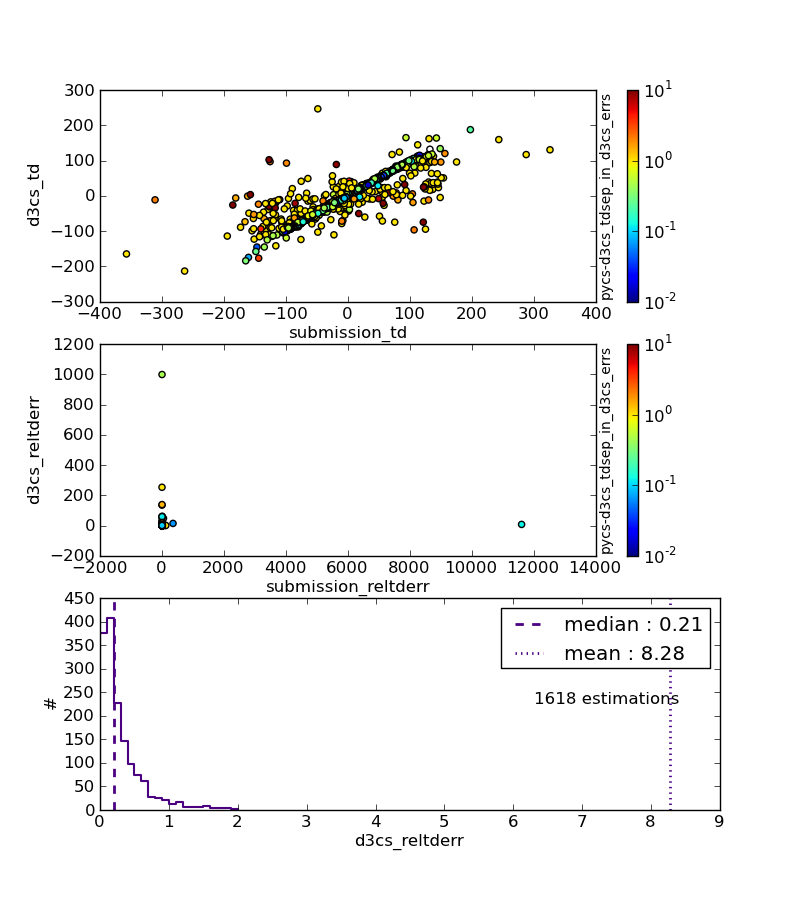 300
200
100
0
−100
−200
−300
d3cs_td
−400 −300 −200 −100 0 100 200 300 400
submission_td
10^1
10^0
10^-1
10^-2
pycs-d3cs_tdsep_in_d3cs_errs
1200
1000
800
600
400
200
0
−200
d3cs_reltderr
−2000 0 2000 4000 6000 8000 10000 12000 14000
submission_reltderr
10^1
10^0
10^-1
10^-2
pycs-d3cs_tdsep_in_d3cs_errs
450
400
350
300
250
200
150
100
50
0
#
median : 0.21
mean : 8.28
1618 estimations
0 1 2 3 4 5 6 7 8 9
d3cs_reltderr